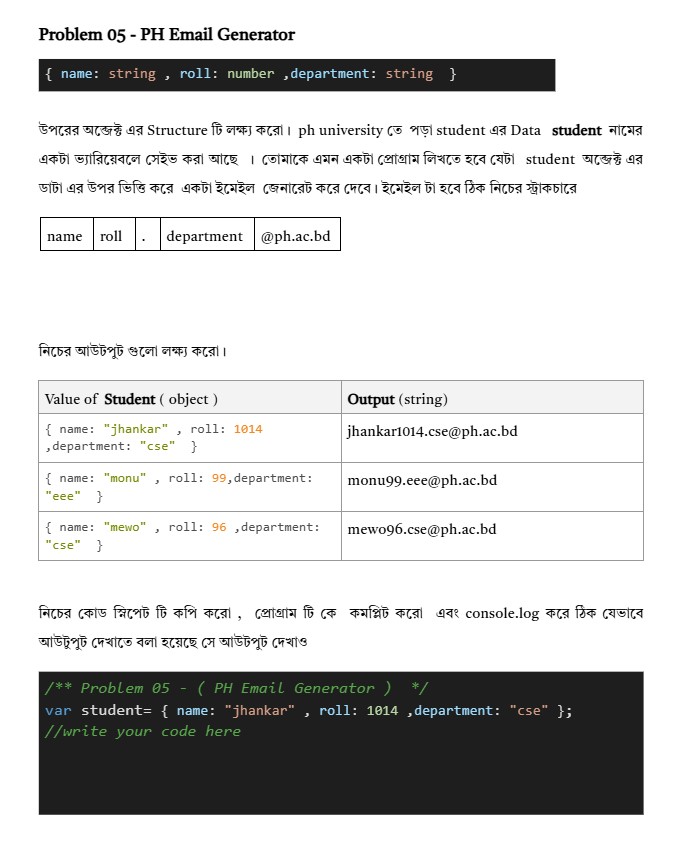 Problem 05 - PH Email Generator
{ name: string , roll: number ,department: string  }
উপরের অব্জেক্ট এর Structure টি লক্ষ্য করো। ph university তে পড়া student এর Data student নামের
একটা ভ্যারিয়েবলে সেইভ করা আছে । তোমাকে এমন একটা প্রোগ্রাম লিখতে হবে যেটা student অব্জেক্ট এর
ডাটা এর উপর ভিত্তি করে একটা ইমেইল জেনারেট করে দেবে। ইমেইল টা হবে ঠিক নিচের স্ট্রাকচারে
name roll . department @ph.ac.bd
নিচের আউটপুট গুলো লক্ষ্য করো।
Value of Student ( object ) Output (string)
{ name: "jhankar" , roll: 1014
,department: "cse"  }
jhankar1014.cse@ph.ac.bd
{ name: "monu" , roll: 99,department:
"eee"  }
monu99.eee@ph.ac.bd
{ name: "mewo" , roll: 96 ,department:
"cse"  }
mewo96.cse@ph.ac.bd
নিচের কোড স্নিপেট টি কপি করো , প্রোগ্রাম টি কে কমপ্লিট করো এবং console.log করে ঠিক যেভাবে
আউটুপুট দেখাতে বলা হয়েছে সে আউটপুট দেখাও
/** Problem 05 - ( PH Email Generator )  */
var student= { name: "jhankar" , roll: 1014 ,department: "cse" };
//write your code here